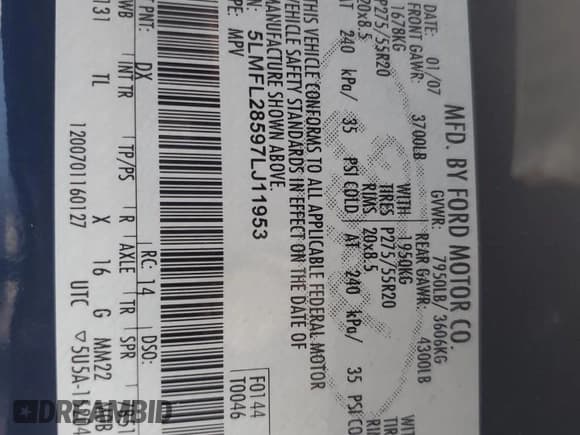 MFD. BY FORD MOTOR CO.
DATE: 01/07 GVWR: 7950LB/ 3606KG
FRONT GAWR: 3700LB REAR GAWR: 4300LB
1678KG WITH 1950KG WITH
P275/55R20 TIRES P275/55R20
20x8.5 RIMS 20x8.5
AT 240 kPa/ 35 PSI COLD AT 240 kPa/ 35 PSI
THIS VEHICLE CONFORMS TO ALL APPLICABLE FEDERAL MOTOR
VEHICLE SAFETY STANDARDS IN EFFECT ON THE DATE OF
MANUFACTURE SHOWN ABOVE.
5LMFL28597LJ11953
MPV
F0144
T0046
PNT: DX RC: 14 DSO:
WB INT TR TP/PS R AXLE TR SPR
131 TL X 16 G MM22
1200701160127 UTC
DREAMBID